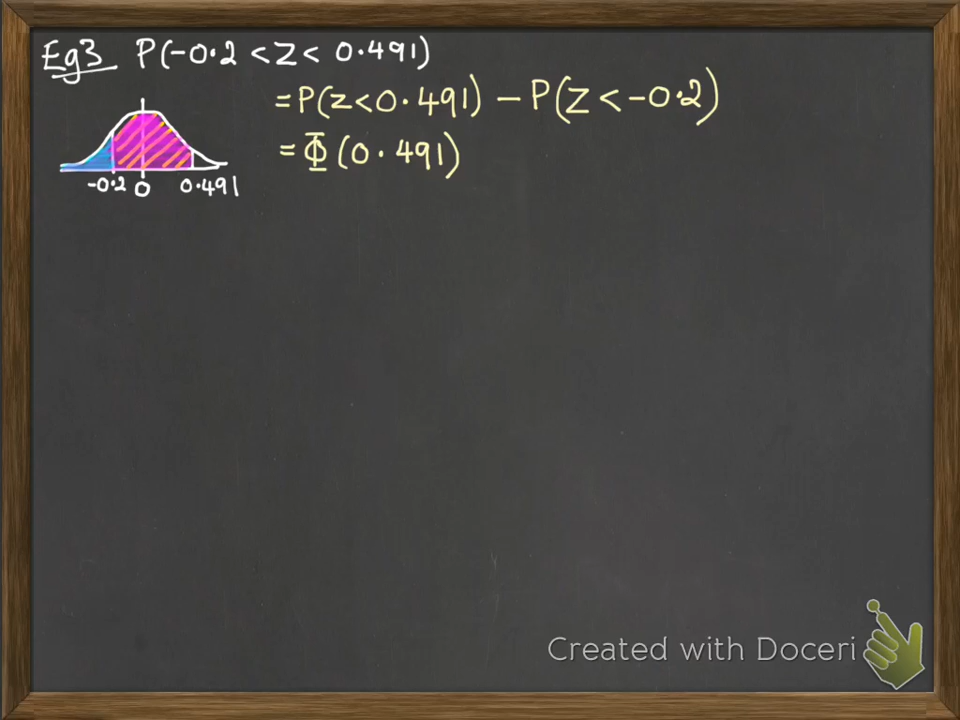 Eg3 P(-0.2 < Z < 0.491)
= P(Z < 0.491) - P(Z < -0.2)
= Φ(0.491)
-0.2 0 0.491
Created with Doceri